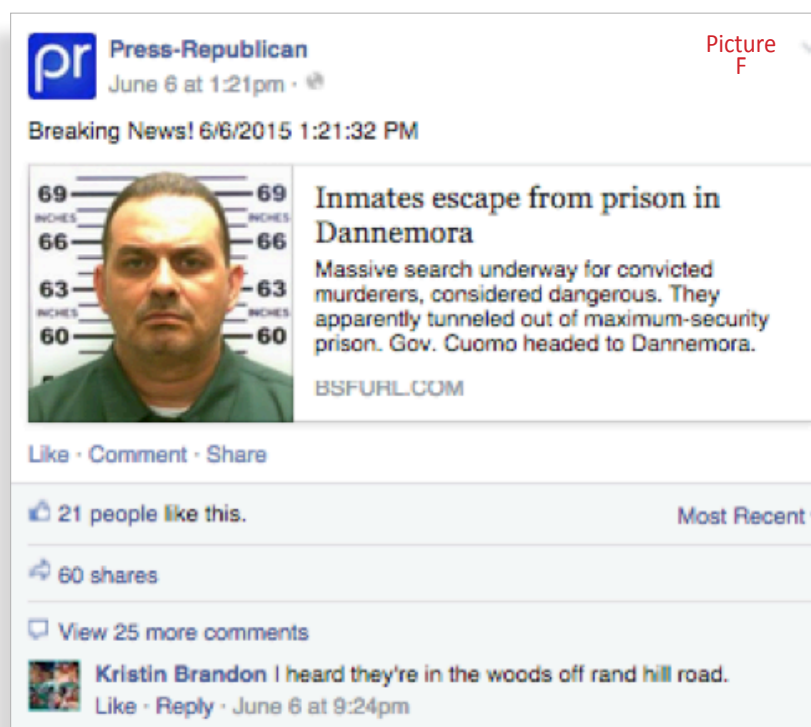 pr
Press-Republican
Picture
F
June 6 at 1:21pm ·
Breaking News! 6/6/2015 1:21:32 PM
69 69
INCHES INCHES
66 66
63 63
INCHES INCHES
60 60
Inmates escape from prison in
Dannemora
Massive search underway for convicted
murderers, considered dangerous. They
apparently tunneled out of maximum-security
prison. Gov. Cuomo headed to Dannemora.
BSFURL.COM
Like · Comment · Share
21 people like this.
Most Recent
60 shares
View 25 more comments
Kristin Brandon I heard they're in the woods off rand hill road.
Like · Reply · June 6 at 9:24pm